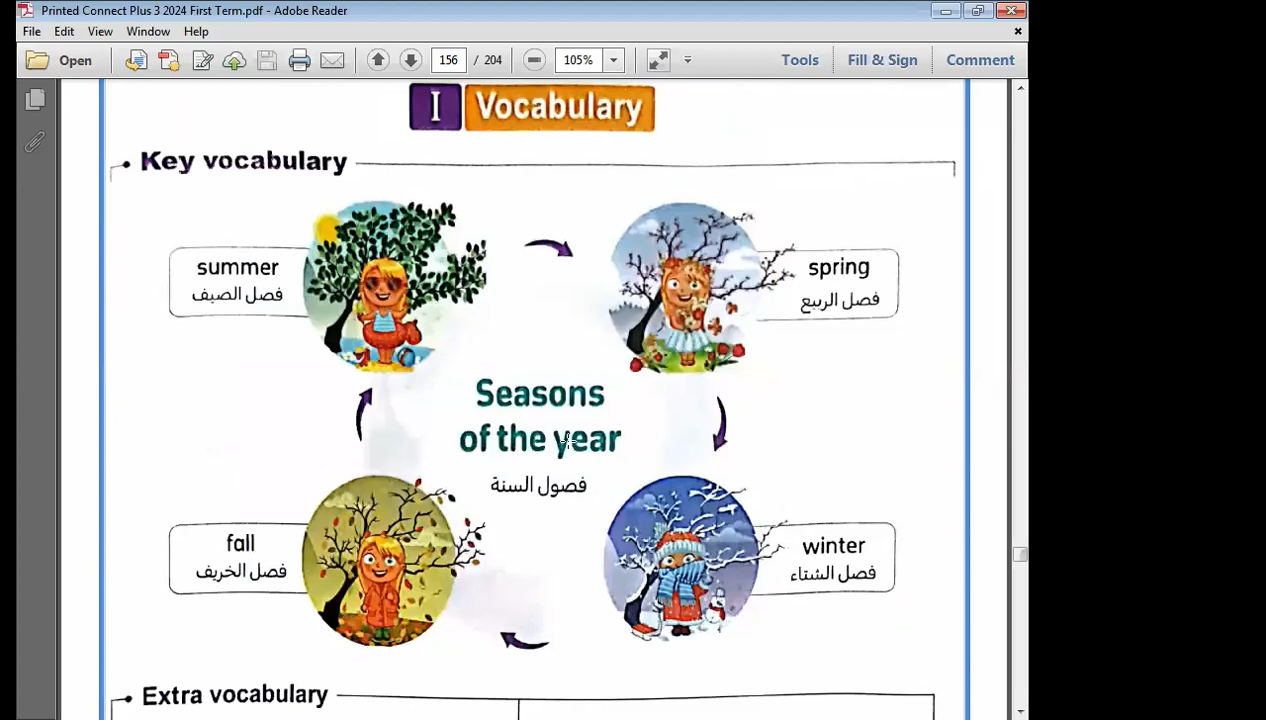 Printed Connect Plus 3 2024 First Term.pdf - Adobe Reader
File Edit View Window Help
Open 156 / 204 105% Tools Fill & Sign Comment
I Vocabulary
Key vocabulary
summer
فصل الصيف
spring
فصل الربيع
Seasons
of the year
فصول السنة
fall
فصل الخريف
winter
فصل الشتاء
Extra vocabulary